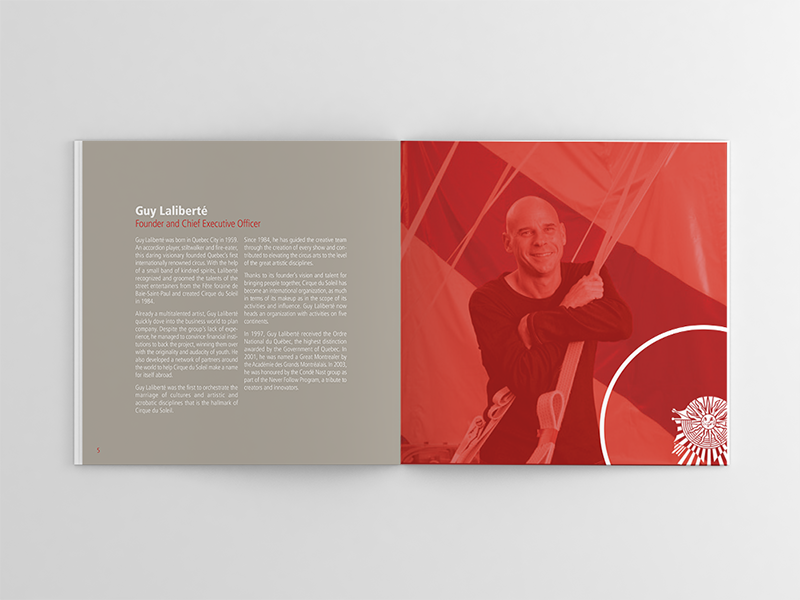 Guy Laliberté
Founder and Chief Executive Officer
Guy Laliberté was born in Quebec City in 1959.
An accordion player, stiltwalker and fire-eater,
this daring visionary founded Quebec's first
internationally renowned circus. With the help
of a small band of kindred spirits, Laliberté
recognized and groomed the talents of the
street entertainers from the Fête foraine de
Baie-Saint-Paul and created Cirque du Soleil
in 1984.
Already a multitalented artist, Guy Laliberté
quickly dove into the business world to plan
company. Despite the group's lack of expe-
rience, he managed to convince financial insti-
tutions to back the project, winning them over
with the originality and audacity of youth. He
also developed a network of partners around
the world to help Cirque du Soleil make a name
for itself abroad.
Guy Laliberté was the first to orchestrate the
marriage of cultures and artistic and
acrobatic disciplines that is the hallmark of
Cirque du Soleil.
Since 1984, he has guided the creative team
through the creation of every show and con-
tributed to elevating the circus arts to the level
of the great artistic disciplines.
Thanks to its founder's vision and talent for
bringing people together, Cirque du Soleil has
become an international organization, as much
in terms of its makeup as in the scope of its
activities and influence. Guy Laliberté now
heads an organization with activities on five
continents.
In 1997, Guy Laliberté received the Ordre
National du Québec, the highest distinction
awarded by the Government of Quebec. In
2001, he was named a Great Montrealer by
the Académie des Grands Montréalais. In 2003,
he was honoured by the Condé Nast group as
part of the Never Follow Program, a tribute to
creators and innovators.
5